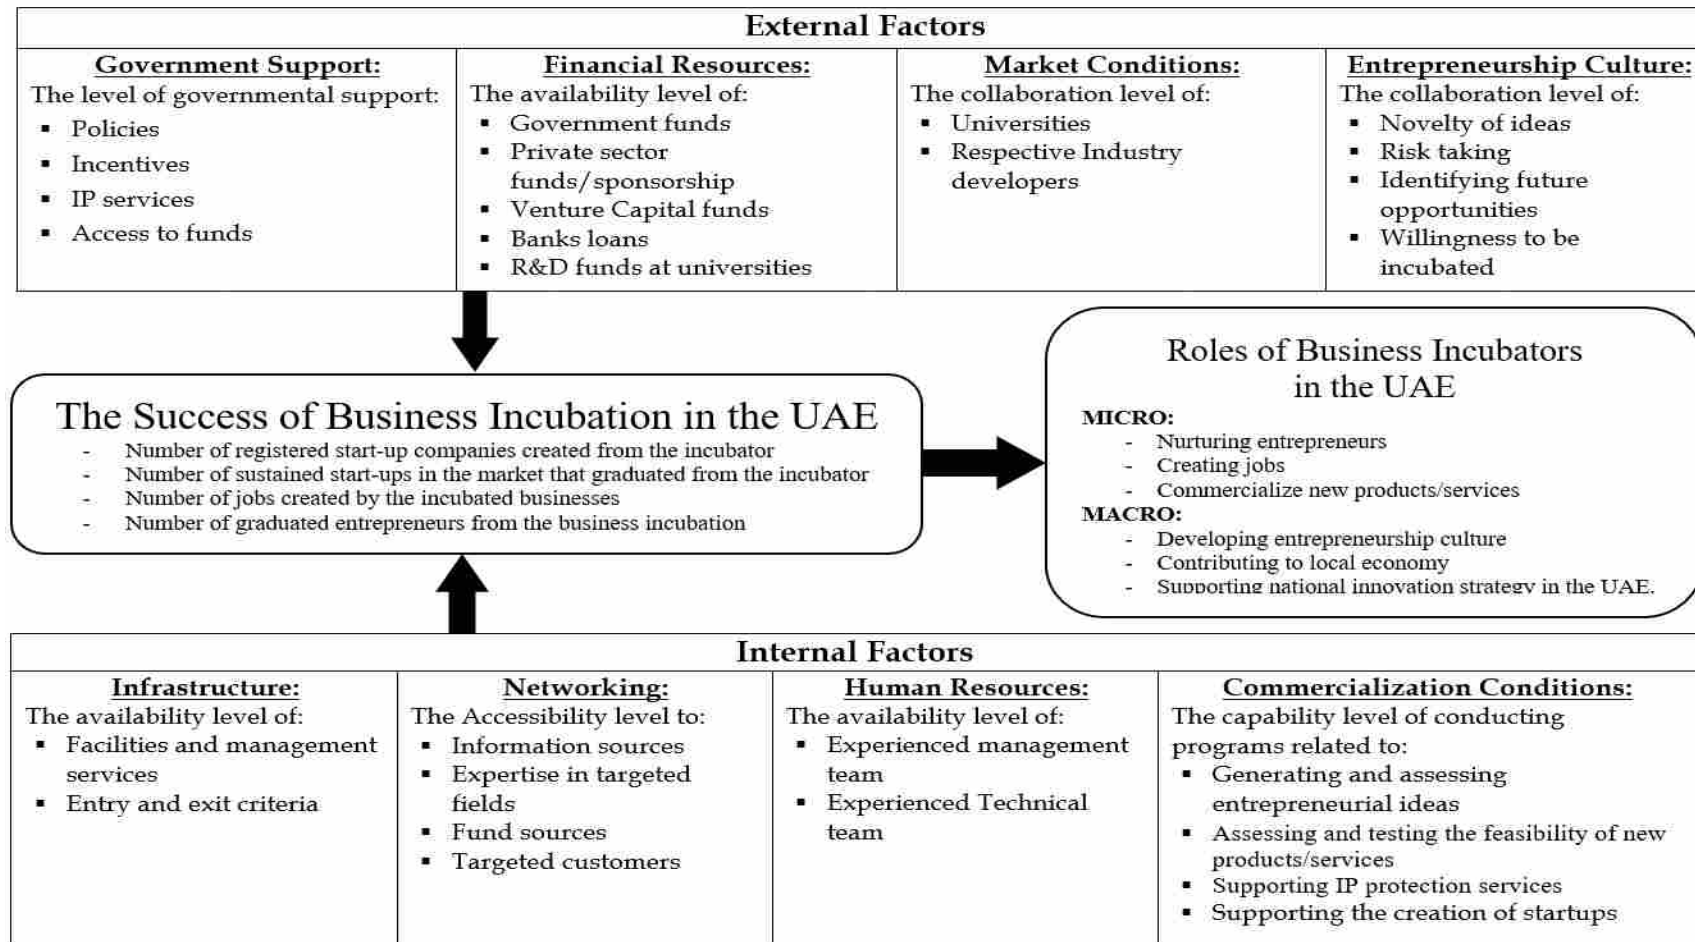 External Factors
Government Support:
The level of governmental support:
▪ Policies
▪ Incentives
▪ IP services
▪ Access to funds
Financial Resources:
The availability level of:
▪ Government funds
▪ Private sector
funds/sponsorship
▪ Venture Capital funds
▪ Banks loans
▪ R&D funds at universities
Market Conditions:
The collaboration level of:
▪ Universities
▪ Respective Industry
developers
Entrepreneurship Culture:
The collaboration level of:
▪ Novelty of ideas
▪ Risk taking
▪ Identifying future
opportunities
▪ Willingness to be
incubated
The Success of Business Incubation in the UAE
- Number of registered start-up companies created from the incubator
- Number of sustained start-ups in the market that graduated from the incubator
- Number of jobs created by the incubated businesses
- Number of graduated entrepreneurs from the business incubation
Roles of Business Incubators
in the UAE
MICRO:
- Nurturing entrepreneurs
- Creating jobs
- Commercialize new products/services
MACRO:
- Developing entrepreneurship culture
- Contributing to local economy
- Supporting national innovation strategy in the UAE.
Internal Factors
Infrastructure:
The availability level of:
▪ Facilities and management
services
▪ Entry and exit criteria
Networking:
The Accessibility level to:
▪ Information sources
▪ Expertise in targeted
fields
▪ Fund sources
▪ Targeted customers
Human Resources:
The availability level of:
▪ Experienced management
team
▪ Experienced Technical
team
Commercialization Conditions:
The capability level of conducting
programs related to:
▪ Generating and assessing
entrepreneurial ideas
▪ Assessing and testing the feasibility of new
products/services
▪ Supporting IP protection services
▪ Supporting the creation of startups